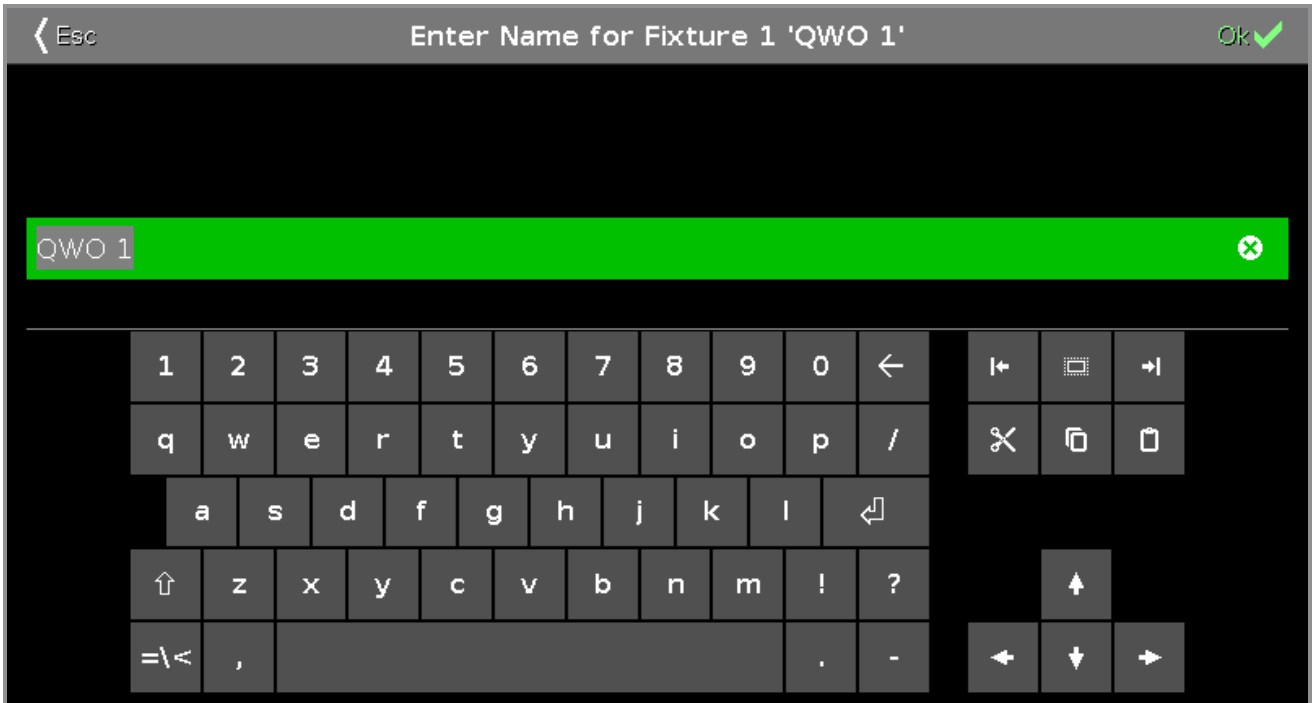 Esc Enter Name for Fixture 1 'QWO 1' Ok
QWO 1
1 2 3 4 5 6 7 8 9 0
q w e r t y u i o p /
a s d f g h j k l
z x y c v b n m ! ?
=\< , . -